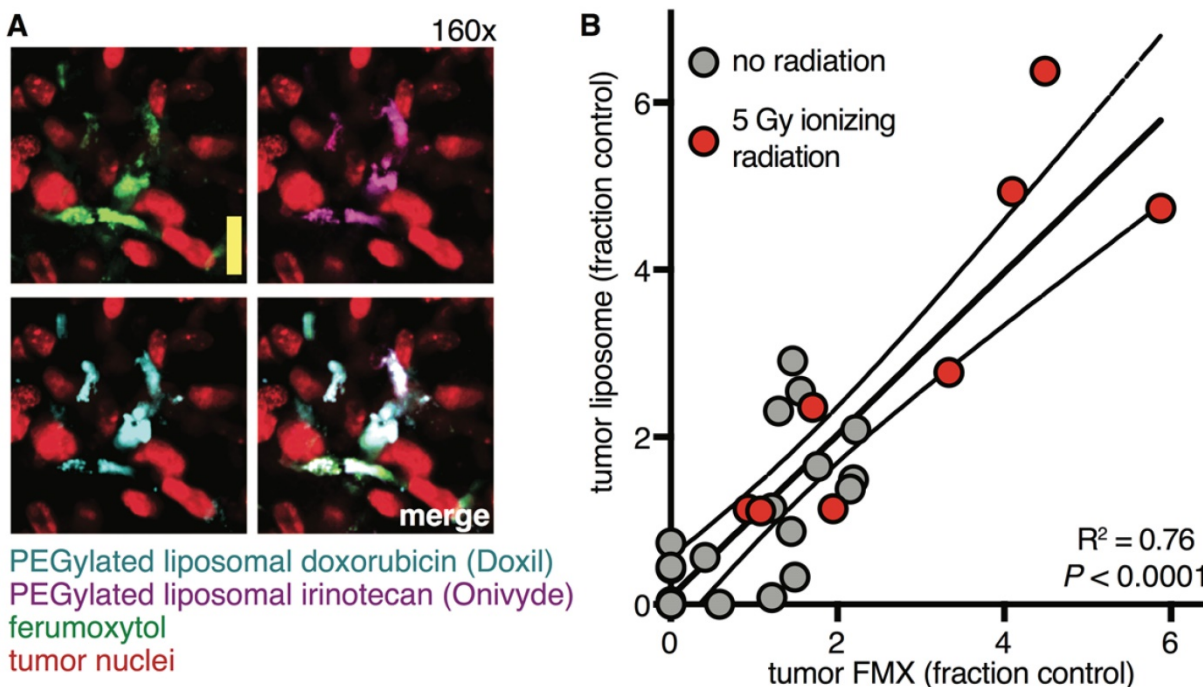 A
160x
merge
PEGylated liposomal doxorubicin (Doxil)
PEGylated liposomal irinotecan (Onivyde)
ferumoxytol
tumor nuclei
B
no radiation
5 Gy ionizing
radiation
tumor liposome (fraction control)
6
4
2
0
0
2
4
6
R² = 0.76
P < 0.0001
tumor FMX (fraction control)